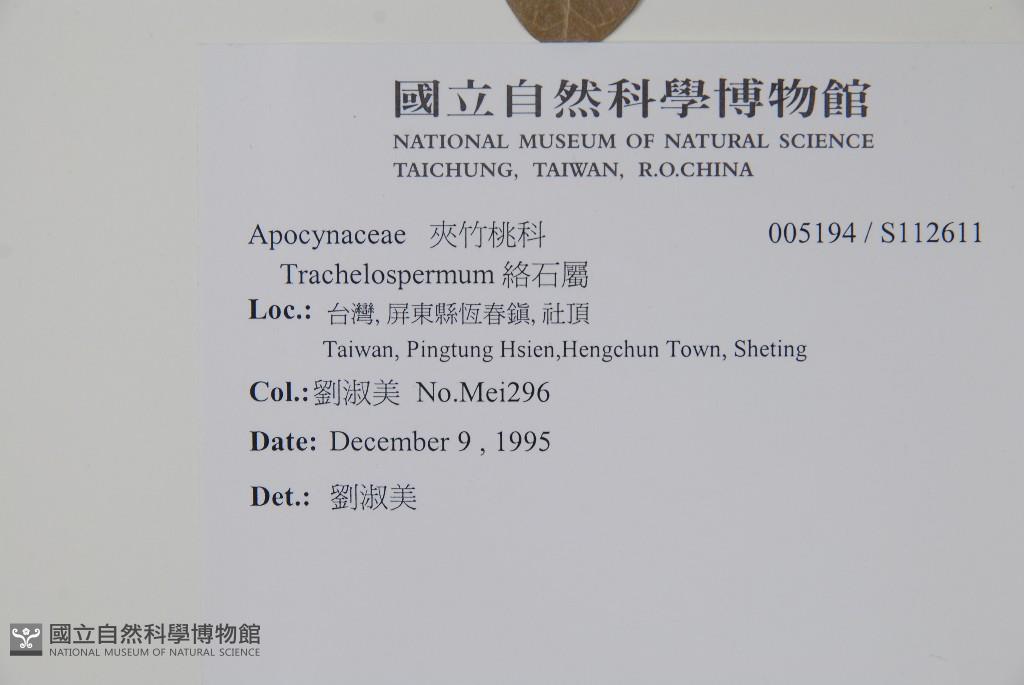 國立自然科學博物館
NATIONAL MUSEUM OF NATURAL SCIENCE
TAICHUNG, TAIWAN, R.O.CHINA
Apocynaceae 夾竹桃科 005194 / S112611
Trachelospermum 絡石屬
Loc.: 台灣, 屏東縣恆春鎮, 社頂
Taiwan, Pingtung Hsien,Hengchun Town, Sheting
Col.:劉淑美 No.Mei296
Date: December 9 , 1995
Det.: 劉淑美
國立自然科學博物館
NATIONAL MUSEUM OF NATURAL SCIENCE